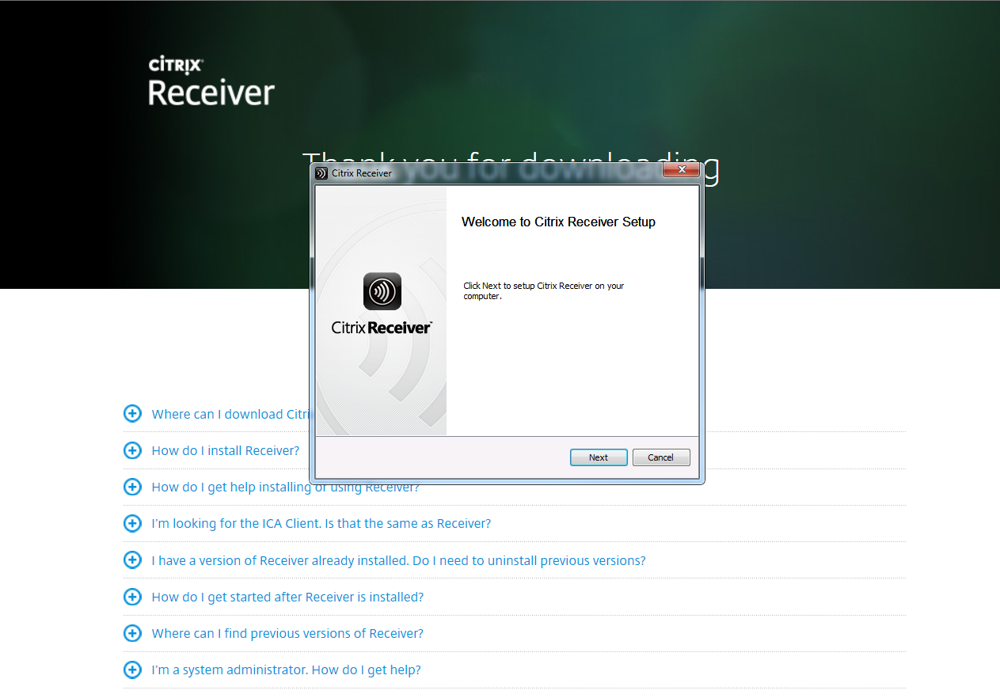 CİTRIX®
Receiver
Thank you for downloading
Citrix Receiver
Welcome to Citrix Receiver Setup
Click Next to setup Citrix Receiver on your
computer.
Citrix Receiver™
Next
Cancel
Where can I download Citri
How do I install Receiver?
How do I get help installing or using Receiver?
I'm looking for the ICA Client. Is that the same as Receiver?
I have a version of Receiver already installed. Do I need to uninstall previous versions?
How do I get started after Receiver is installed?
Where can I find previous versions of Receiver?
I'm a system administrator. How do I get help?